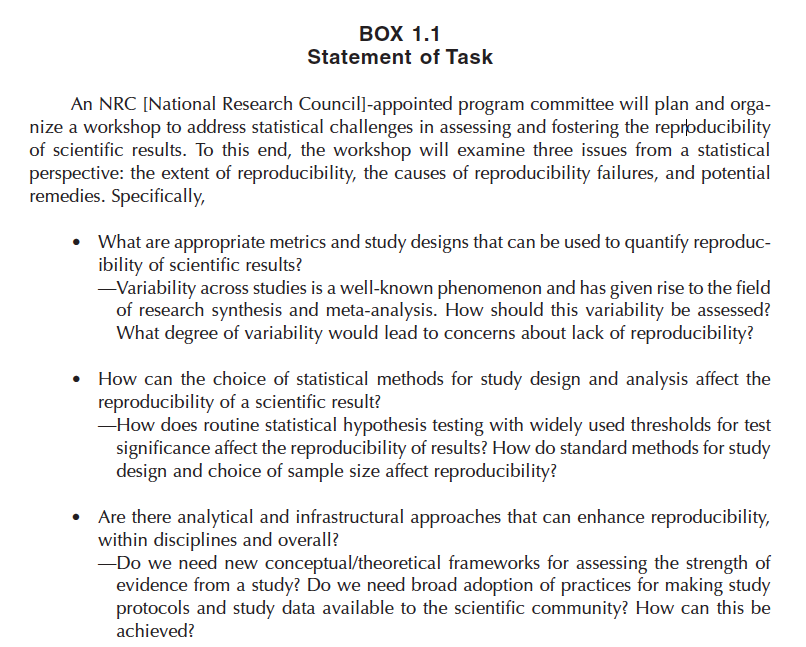 BOX 1.1
Statement of Task
An NRC [National Research Council]-appointed program committee will plan and orga-
nize a workshop to address statistical challenges in assessing and fostering the reproducibility
of scientific results. To this end, the workshop will examine three issues from a statistical
perspective: the extent of reproducibility, the causes of reproducibility failures, and potential
remedies. Specifically,
• What are appropriate metrics and study designs that can be used to quantify reproduc-
ibility of scientific results?
—Variability across studies is a well-known phenomenon and has given rise to the field
of research synthesis and meta-analysis. How should this variability be assessed?
What degree of variability would lead to concerns about lack of reproducibility?
• How can the choice of statistical methods for study design and analysis affect the
reproducibility of a scientific result?
—How does routine statistical hypothesis testing with widely used thresholds for test
significance affect the reproducibility of results? How do standard methods for study
design and choice of sample size affect reproducibility?
• Are there analytical and infrastructural approaches that can enhance reproducibility,
within disciplines and overall?
—Do we need new conceptual/theoretical frameworks for assessing the strength of
evidence from a study? Do we need broad adoption of practices for making study
protocols and study data available to the scientific community? How can this be
achieved?